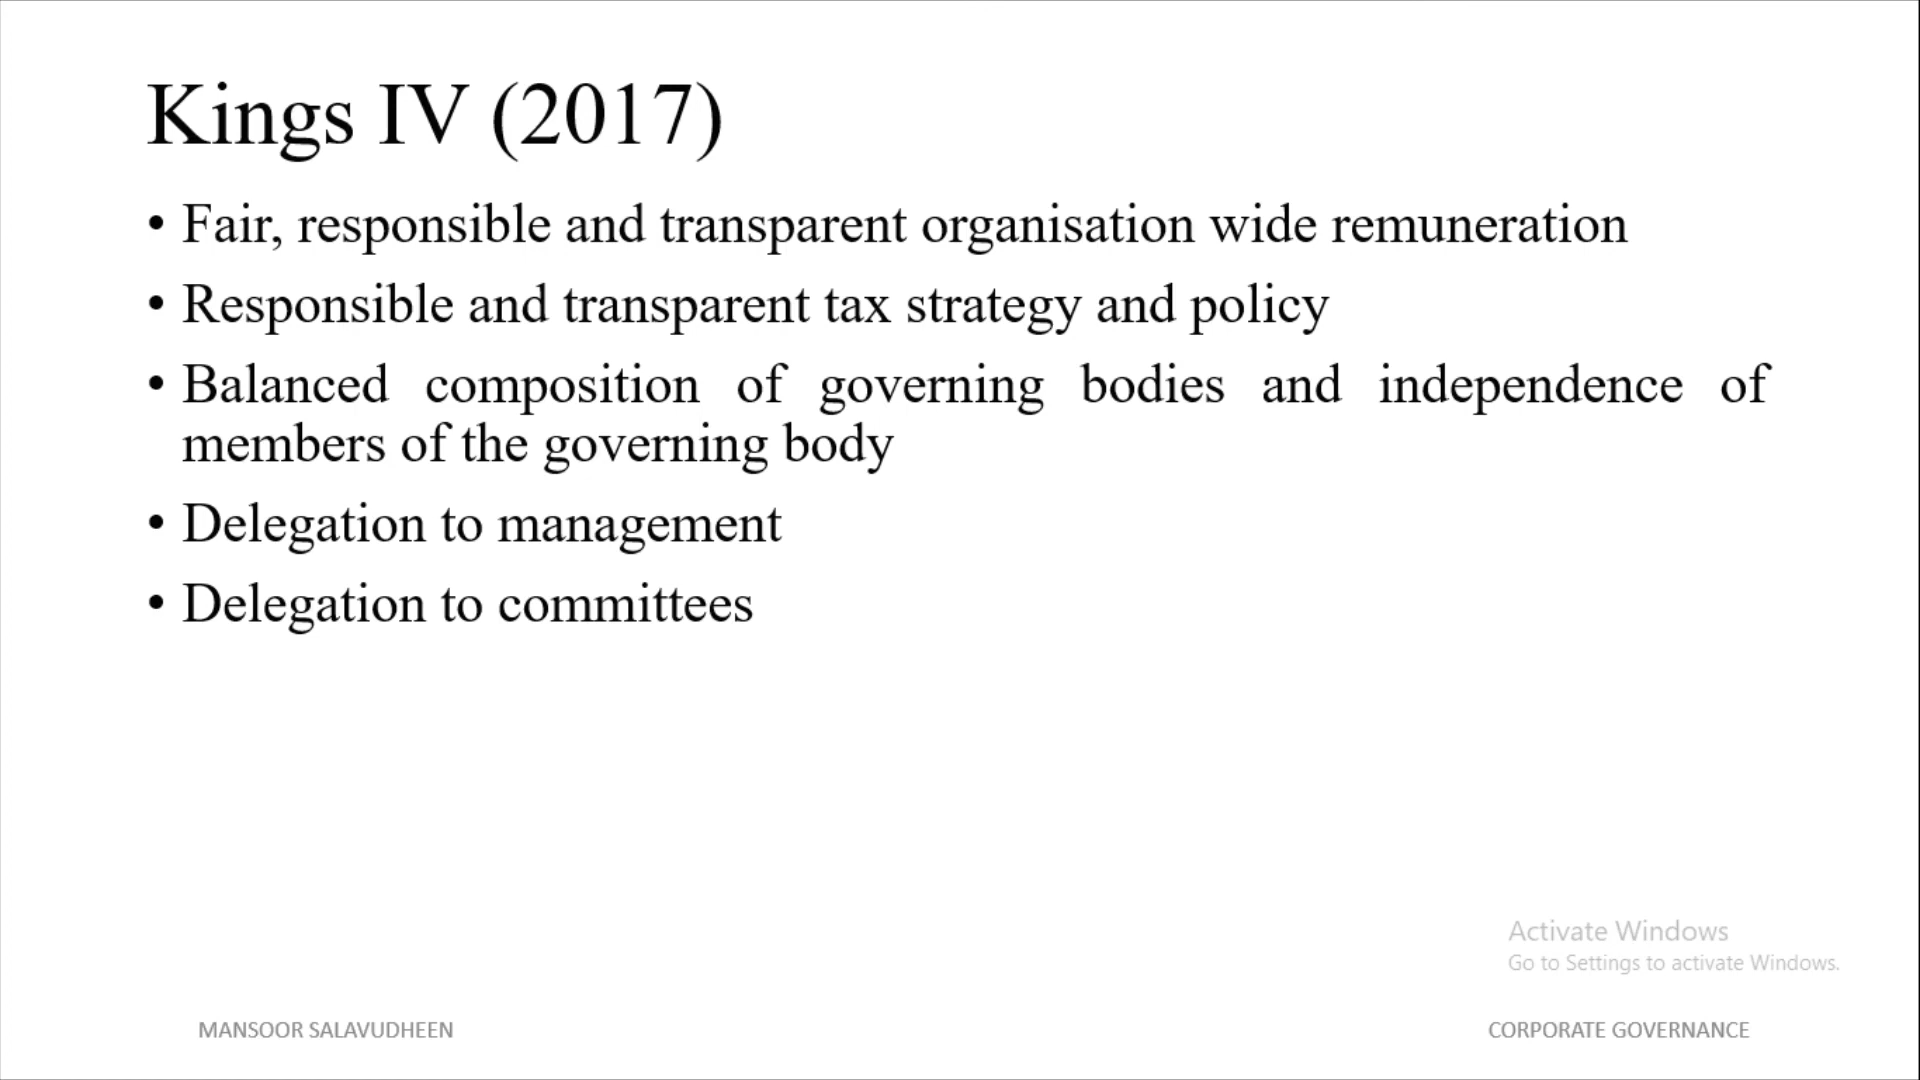 Kings IV (2017)
• Fair, responsible and transparent organisation wide remuneration
• Responsible and transparent tax strategy and policy
• Balanced composition of governing bodies and independence of
members of the governing body
• Delegation to management
• Delegation to committees
Activate Windows
Go to Settings to activate Windows.
MANSOOR SALAVUDHEEN
CORPORATE GOVERNANCE